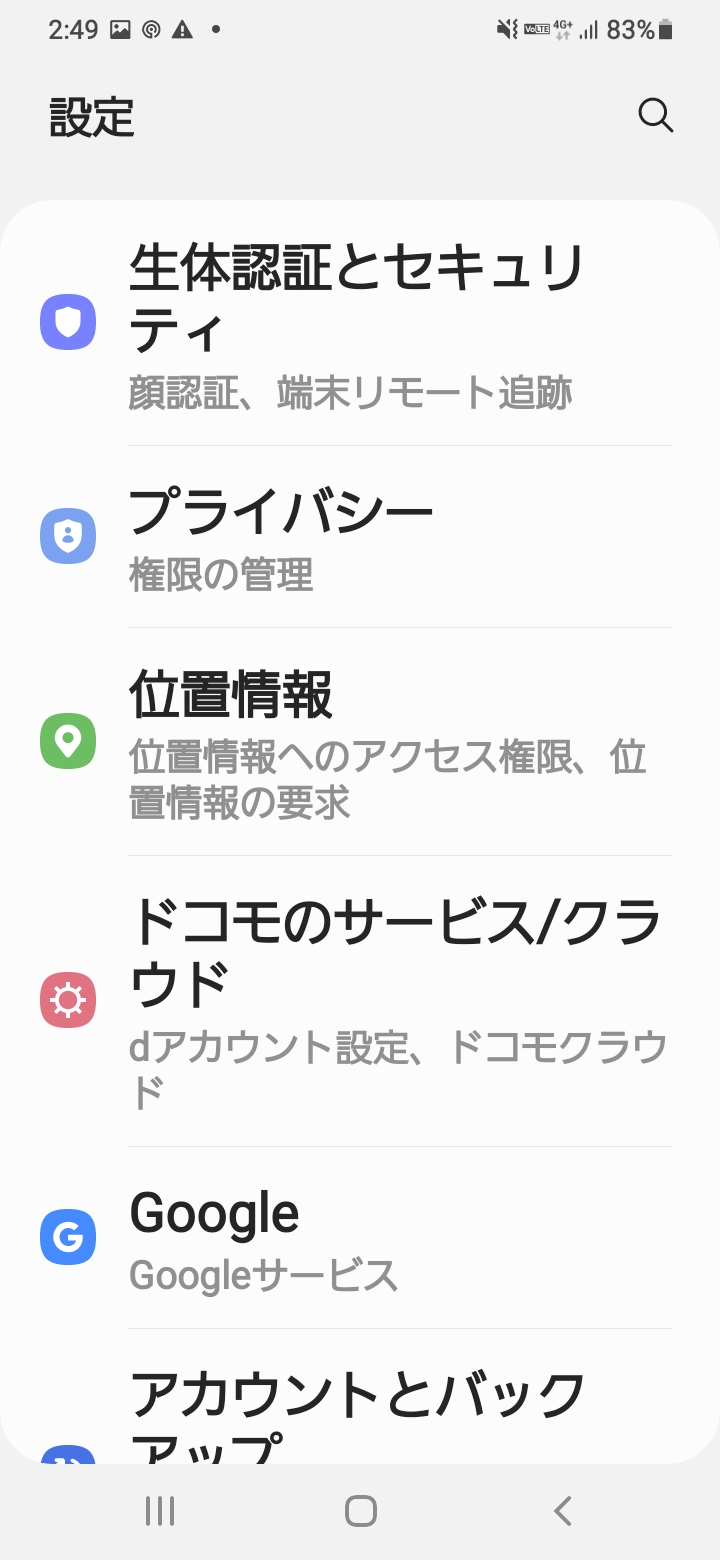 2:49
VoLTE 4G+ 83%
設定
生体認証とセキュリ
ティ
顔認証、端末リモート追跡
プライバシー
権限の管理
位置情報
位置情報へのアクセス権限、位
置情報の要求
ドコモのサービス/クラ
ウド
dアカウント設定、ドコモクラウ
ド
Google
Googleサービス
アカウントとバック
アップ